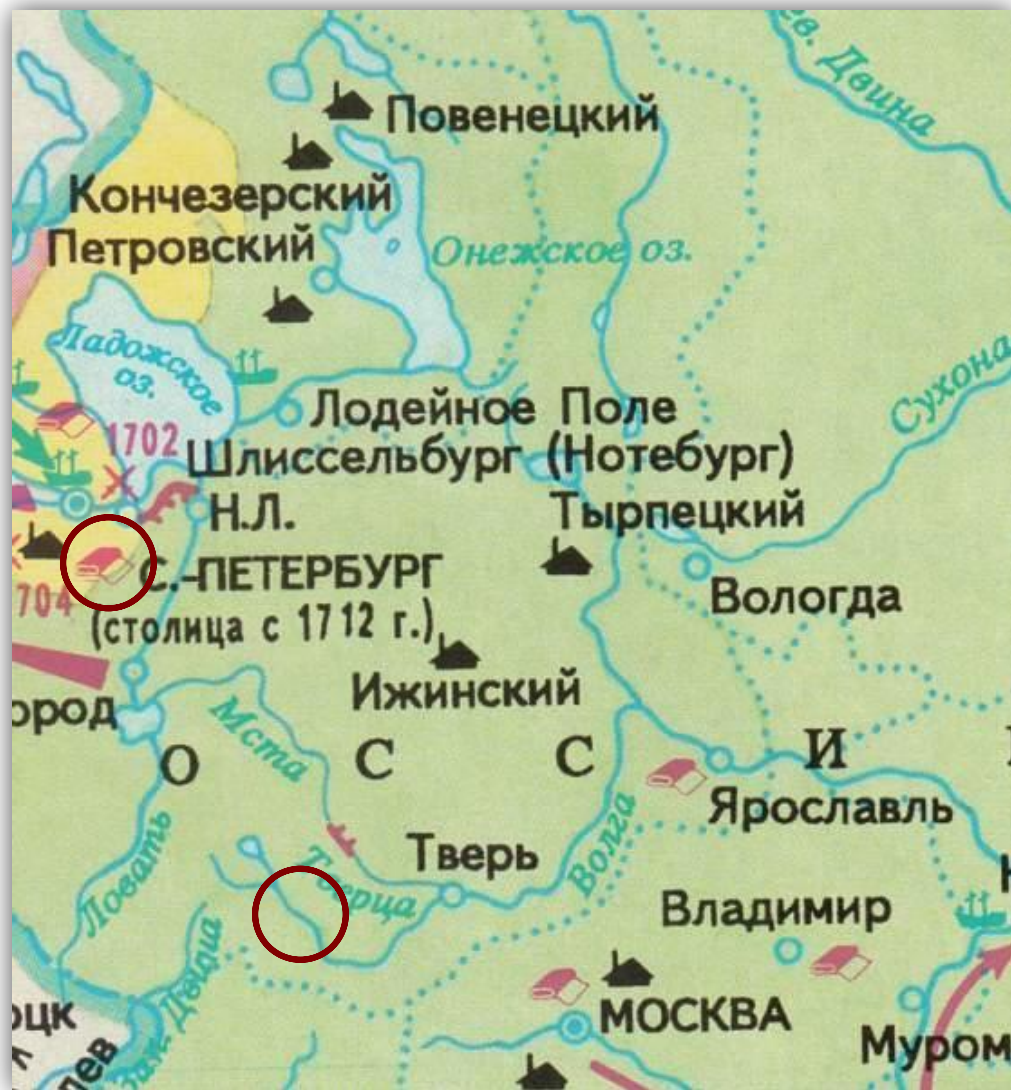 Сев. Двина
Повенецкий
Кончезерский
Петровский
Онежское оз.
Ладожское
оз.
Сухона
Лодейное Поле
1702
Шлиссельбург (Нотебург)
Н.Л.
Тырпецкий
С.-ПЕТЕРБУРГ
704
(столица с 1712 г.)
Вологда
Ижинский
ород
Мста
О С С И
Ярославль
Волга
Тверь
Ловать
Тверца
Владимир
Зап. Двина
МОСКВА
оцк
Муром
лев